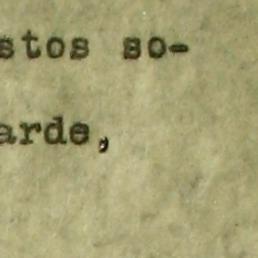 stos so-
arde,